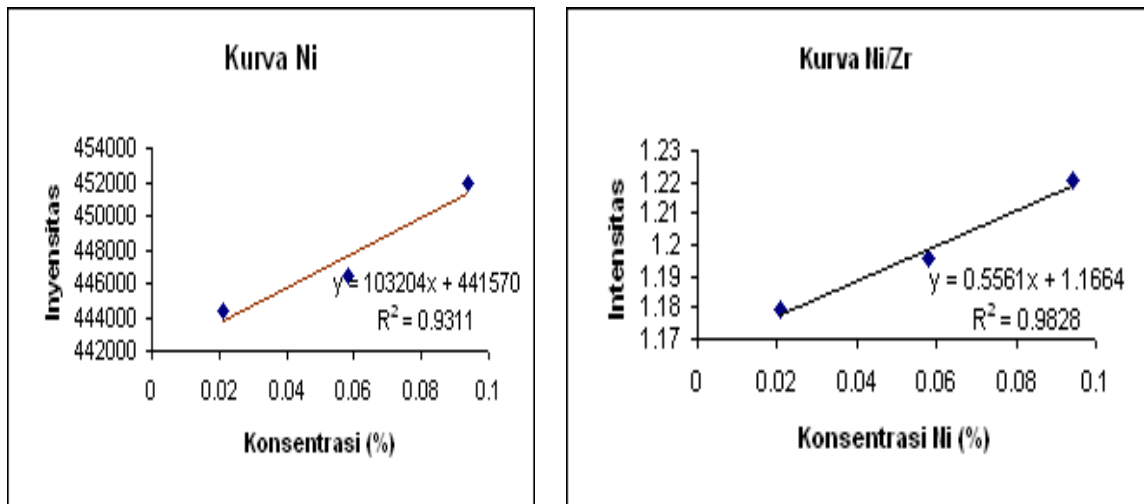 Kurva Ni
Inyensitas
454000
452000
450000
448000
446000
444000
442000
y = 103204x + 441570
R² = 0.9311
0 0.02 0.04 0.06 0.08 0.1
Konsentrasi (%)
Kurva Ni/Zr
Intensitas
1.23
1.22
1.21
1.2
1.19
1.18
1.17
y = 0.5561x + 1.1664
R² = 0.9828
0 0.02 0.04 0.06 0.08 0.1
Konsentrasi Ni (%)